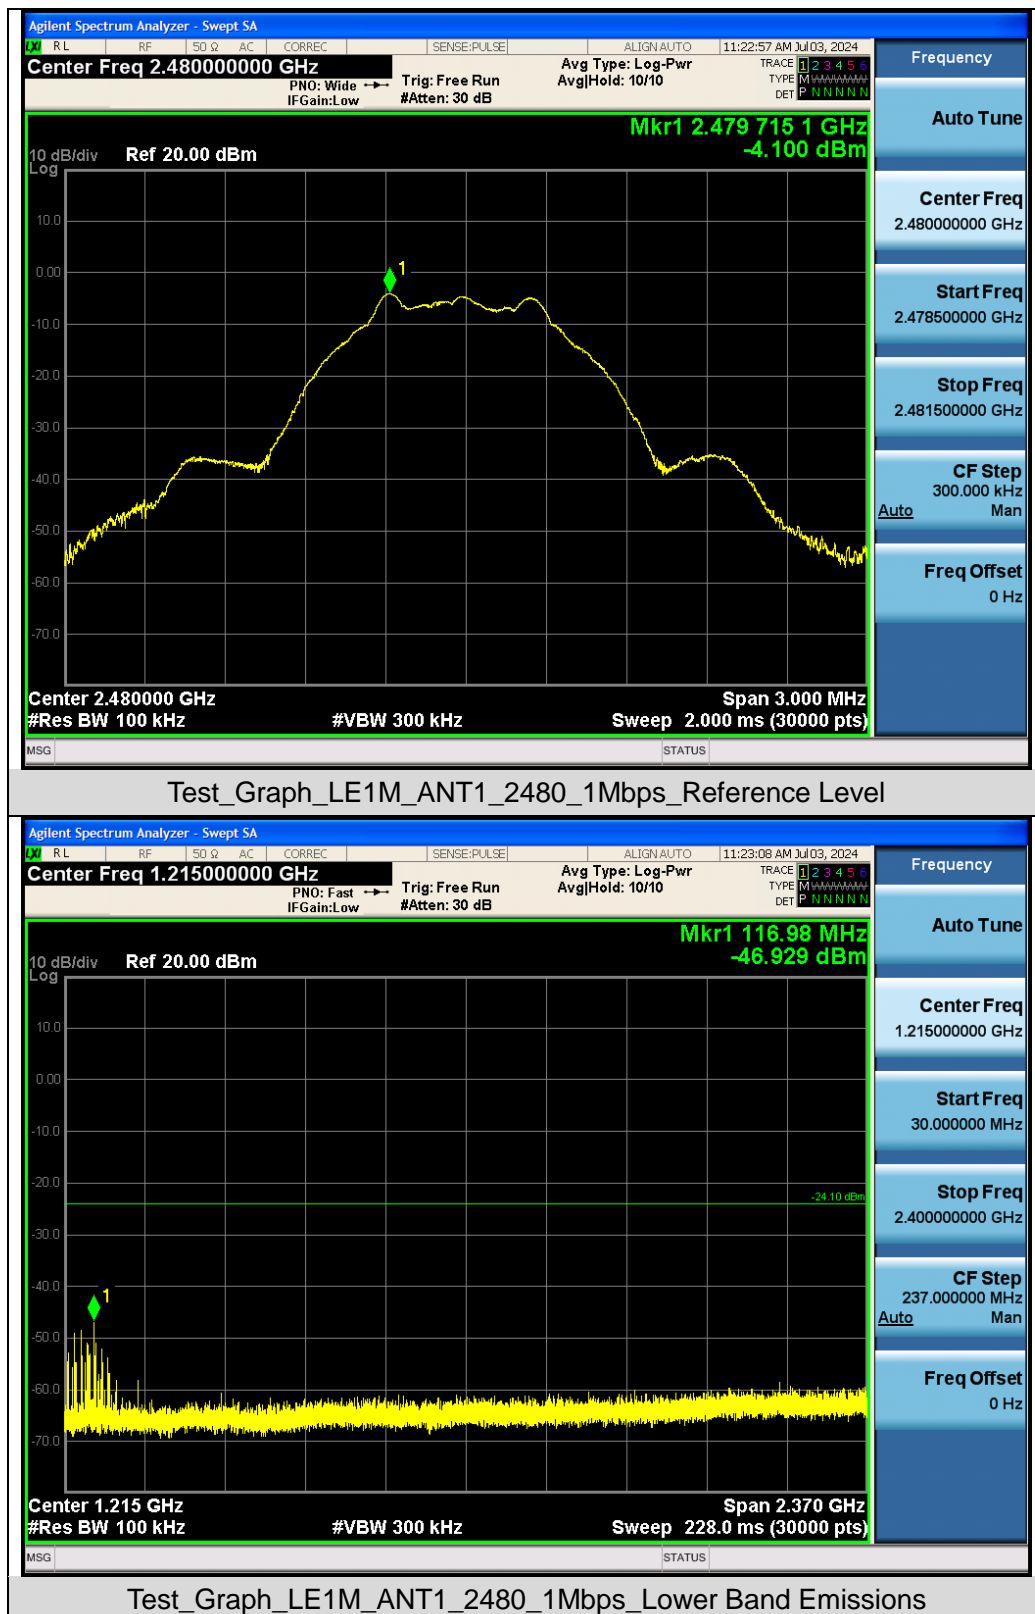 Agilent Spectrum Analyzer - Swept SA
LXI RL RF 50 Ω AC CORREC SENSE:PULSE ALIGN AUTO 11:22:57 AM Jul 03, 2024
Center Freq 2.480000000 GHz
PNO: Wide
IFGain:Low
Trig: Free Run
#Atten: 30 dB
Avg Type: Log-Pwr
Avg|Hold: 10/10
TRACE 1 2 3 4 5 6
TYPE M
DET P N N N N N
Mkr1 2.479 715 1 GHz
-4.100 dBm
10 dB/div Ref 20.00 dBm
Log
1
10.0
0.00
-10.0
-20.0
-30.0
-40.0
-50.0
-60.0
-70.0
Center 2.480000 GHz Span 3.000 MHz
#Res BW 100 kHz #VBW 300 kHz Sweep 2.000 ms (30000 pts)
MSG STATUS
Frequency
Auto Tune
Center Freq
2.480000000 GHz
Start Freq
2.478500000 GHz
Stop Freq
2.481500000 GHz
CF Step
300.000 kHz
Auto Man
Freq Offset
0 Hz
Test_Graph_LE1M_ANT1_2480_1Mbps_Reference Level
Agilent Spectrum Analyzer - Swept SA
LXI RL RF 50 Ω AC CORREC SENSE:PULSE ALIGN AUTO 11:23:08 AM Jul 03, 2024
Center Freq 1.215000000 GHz
PNO: Fast
IFGain:Low
Trig: Free Run
#Atten: 30 dB
Avg Type: Log-Pwr
Avg|Hold: 10/10
TRACE 1 2 3 4 5 6
TYPE M
DET P N N N N N
Mkr1 116.98 MHz
-46.929 dBm
10 dB/div Ref 20.00 dBm
Log
10.0
0.00
-10.0
-20.0
-24.10 dBm
-30.0
-40.0
1
-50.0
-60.0
-70.0
Center 1.215 GHz Span 2.370 GHz
#Res BW 100 kHz #VBW 300 kHz Sweep 228.0 ms (30000 pts)
MSG STATUS
Frequency
Auto Tune
Center Freq
1.215000000 GHz
Start Freq
30.000000 MHz
Stop Freq
2.400000000 GHz
CF Step
237.000000 MHz
Auto Man
Freq Offset
0 Hz
Test_Graph_LE1M_ANT1_2480_1Mbps_Lower Band Emissions